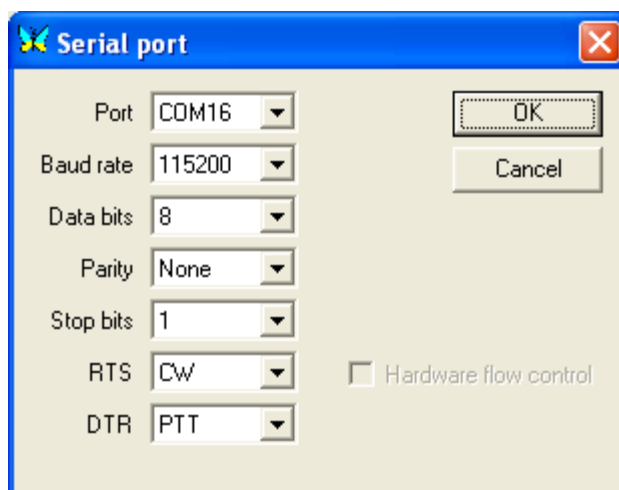 Serial port
Port COM16 OK
Baud rate 115200 Cancel
Data bits 8
Parity None
Stop bits 1
RTS CW Hardware flow control
DTR PTT